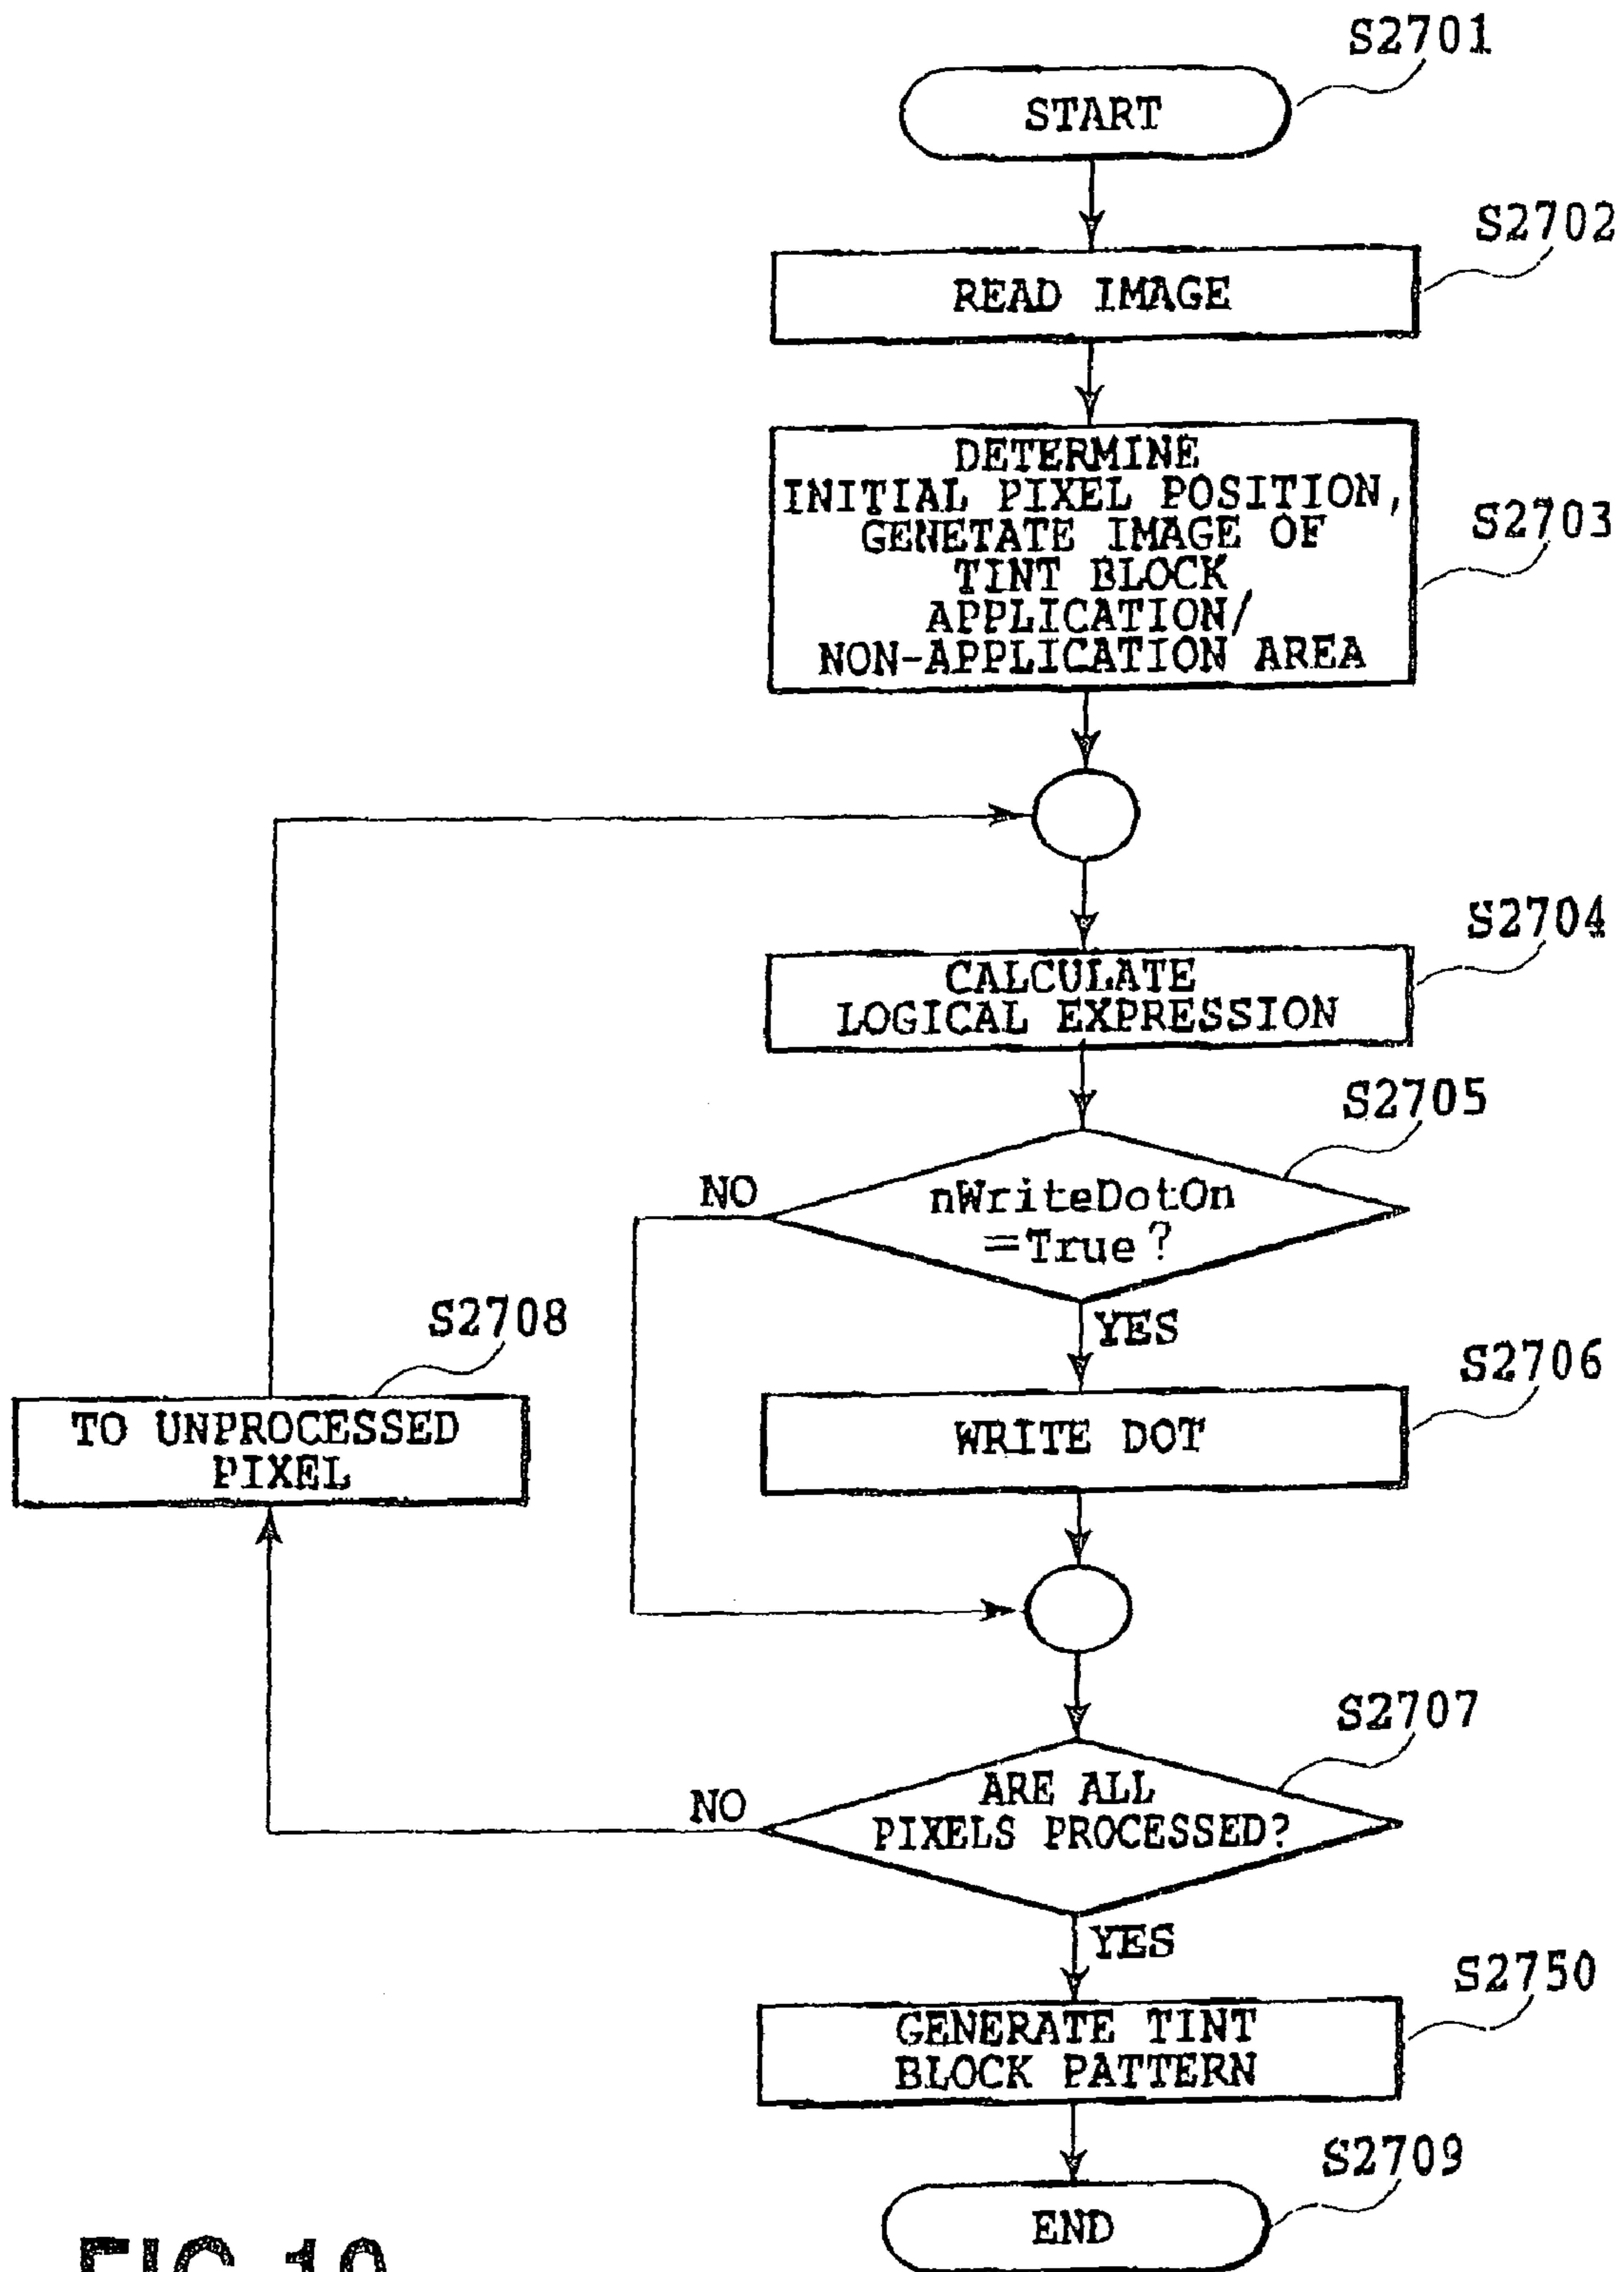 S2701
START
S2702
READ IMAGE
DETERMINE
INITIAL PIXEL POSITION,
GENETATE IMAGE OF
TINT BLOCK
APPLICATION/
NON-APPLICATION AREA
S2703
S2704
CALCULATE
LOGICAL EXPRESSION
S2705
NO
nWriteDotOn
=True?
YES
S2708
TO UNPROCESSED
PIXEL
S2706
WRITE DOT
S2707
NO
ARE ALL
PIXELS PROCESSED?
YES
S2750
GENERATE TINT
BLOCK PATTERN
S2709
END